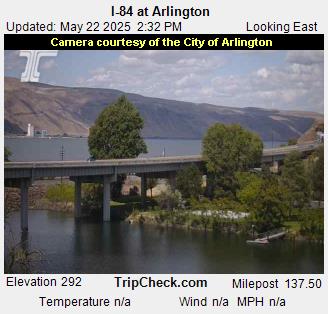 I-84 at Arlington
Updated: May 22 2025 2:32 PM Looking East
Camera courtesy of the City of Arlington
Elevation 292 TripCheck.com Milepost 137.50
Temperature n/a Wind n/a MPH n/a